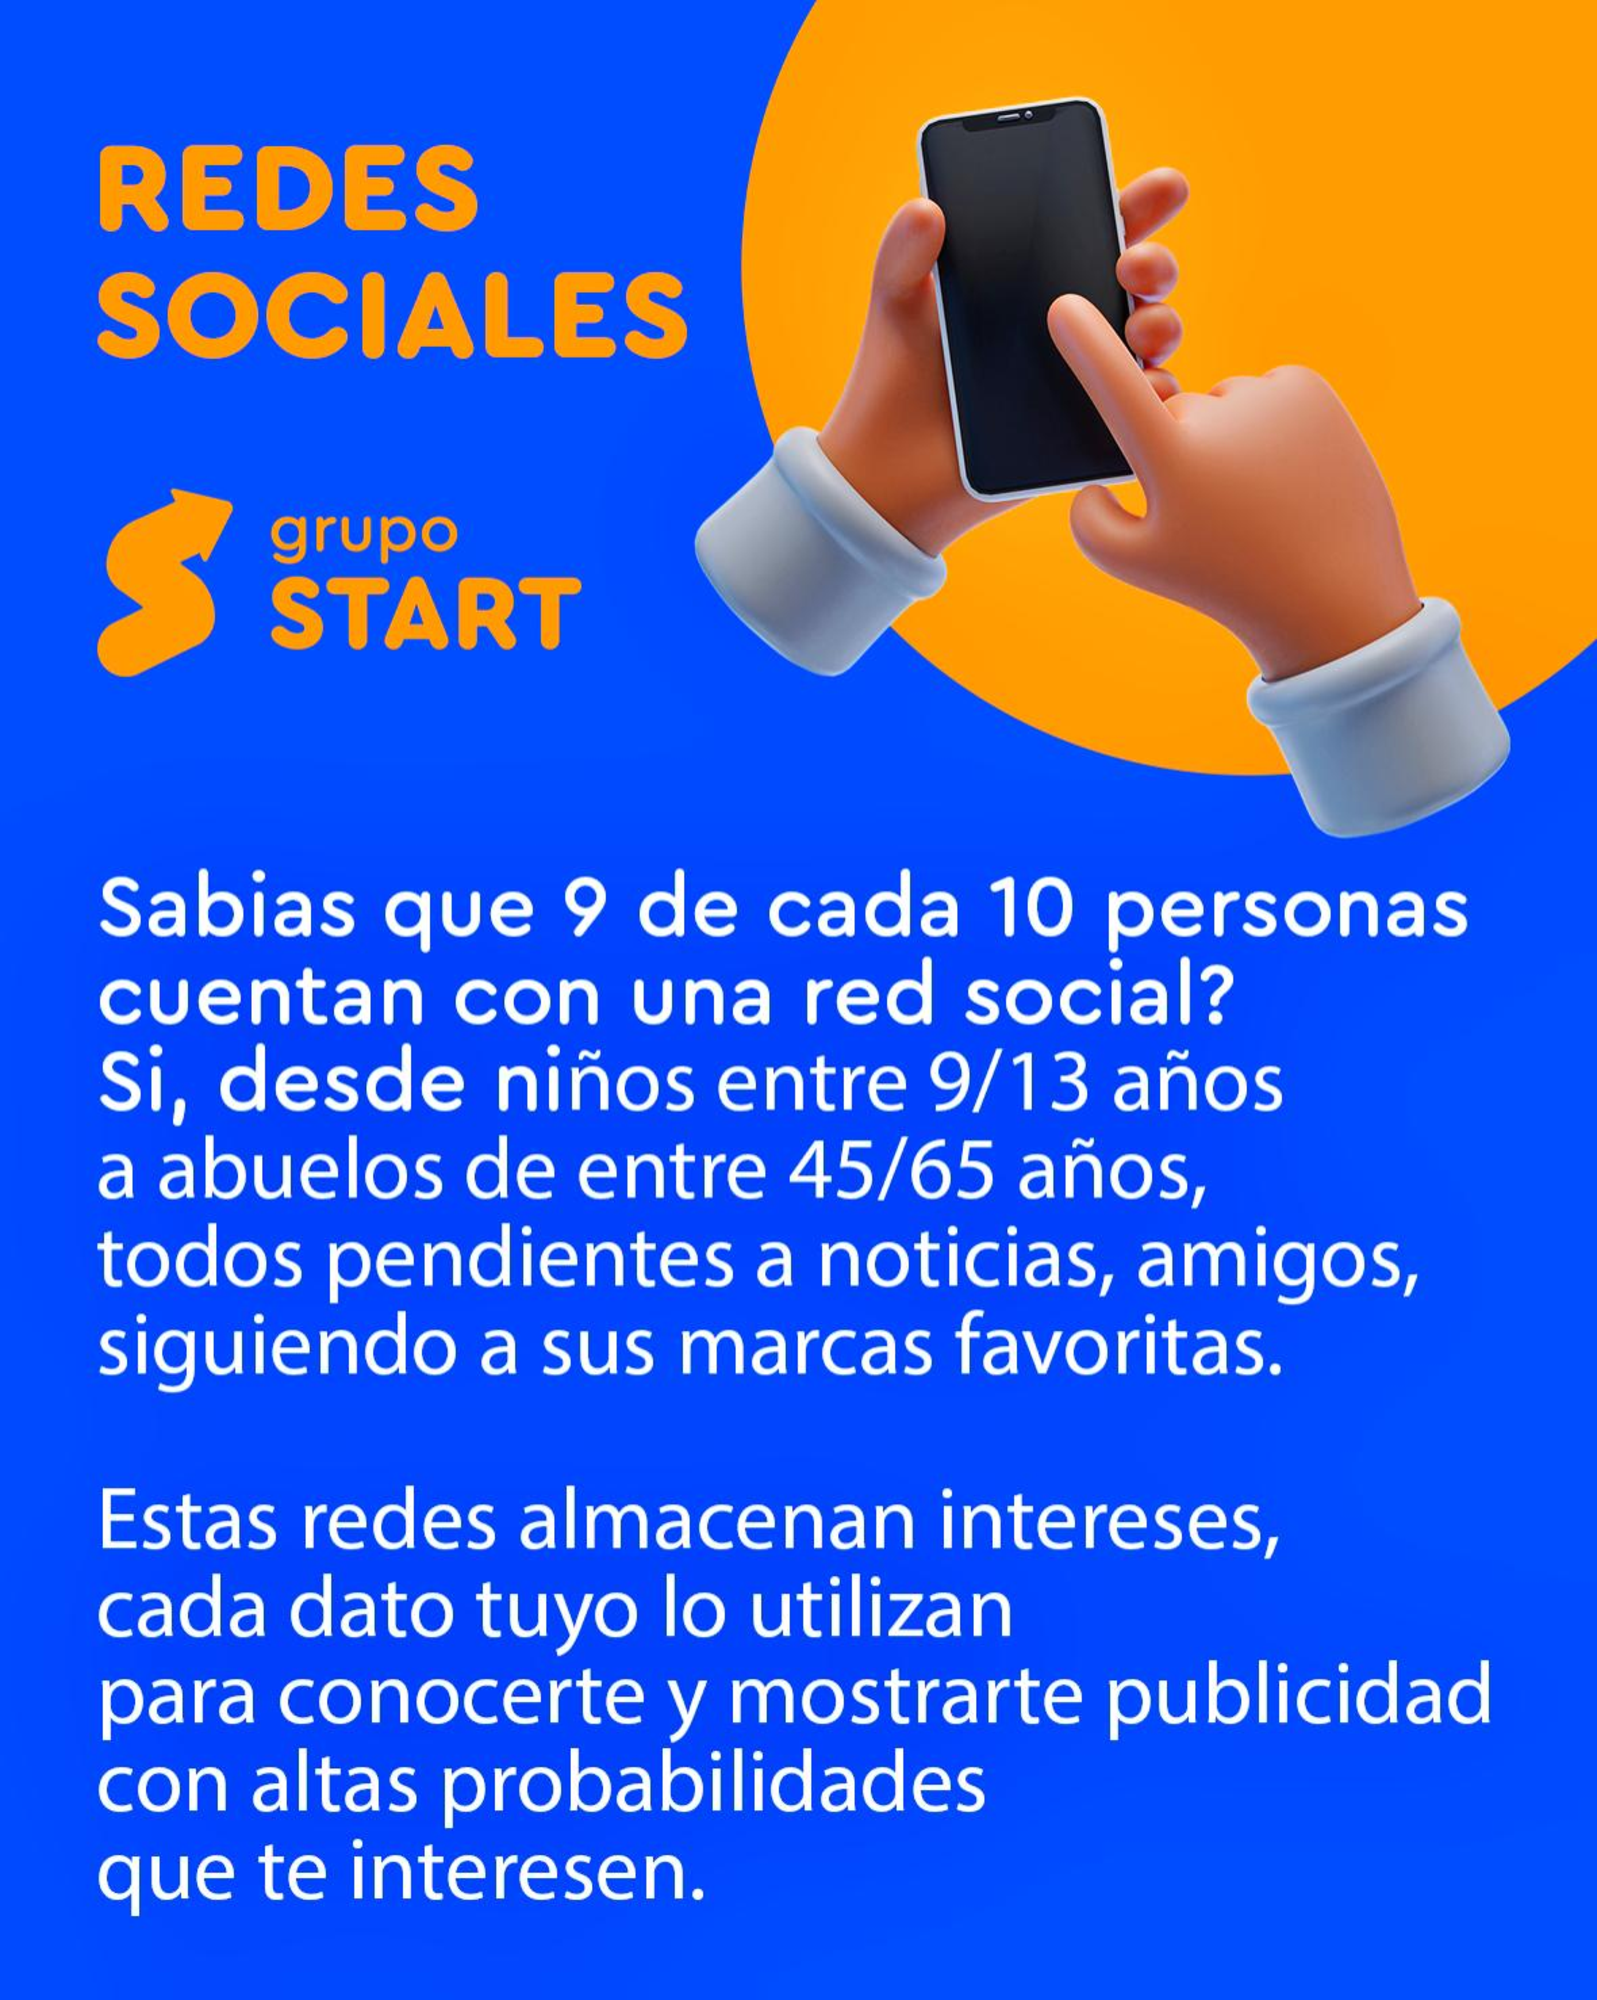 REDES
SOCIALES
grupo
START
Sabias que 9 de cada 10 personas
cuentan con una red social?
Si, desde niños entre 9/13 años
a abuelos de entre 45/65 años,
todos pendientes a noticias, amigos,
siguiendo a sus marcas favoritas.
Estas redes almacenan intereses,
cada dato tuyo lo utilizan
para conocerte y mostrarte publicidad
con altas probabilidades
que te interesen.